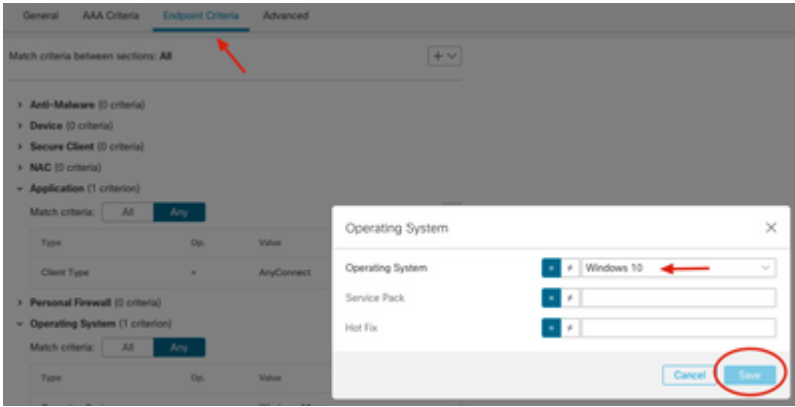 General AAA Criteria Endpoint Criteria Advanced
Match criteria between sections: All
Anti-Malware (0 criteria)
Device (0 criteria)
Secure Client (0 criteria)
NAC (0 criteria)
Application (1 criterion)
Match criteria: All Any
Type Op. Value
Client Type = AnyConnect
Personal Firewall (0 criteria)
Operating System (1 criterion)
Match criteria: All Any
Type Op. Value
Operating System
Operating System = ≠ Windows 10
Service Pack = ≠
Hot Fix = ≠
Cancel Save